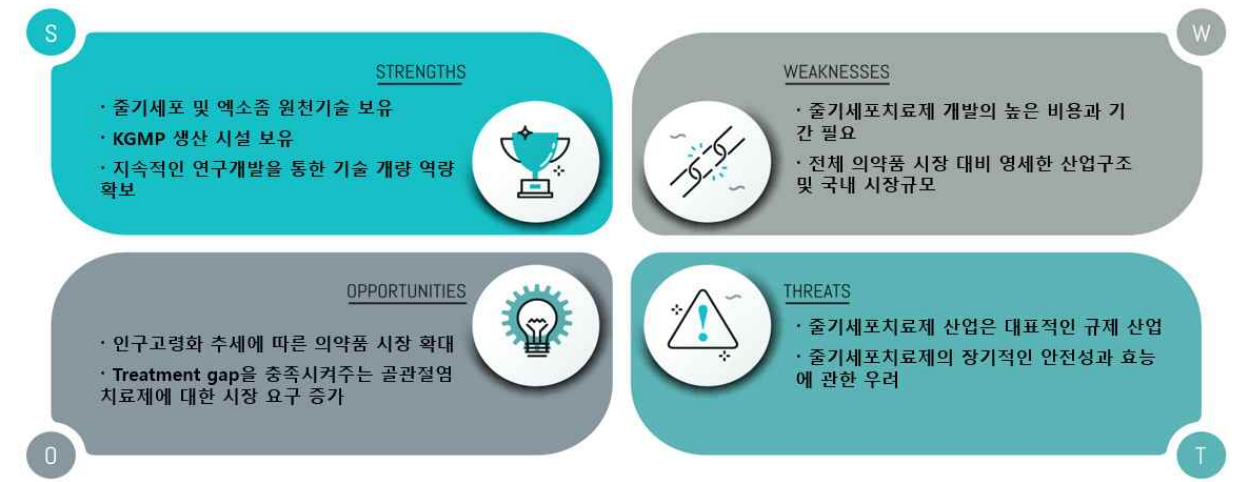 S
STRENGTHS
· 줄기세포 및 엑소좀 원천기술 보유
· KGMP 생산 시설 보유
· 지속적인 연구개발을 통한 기술 개량 역량
확보
W
WEAKNESSES
· 줄기세포치료제 개발의 높은 비용과 기
간 필요
· 전체 의약품 시장 대비 영세한 산업구조
및 국내 시장규모
OPPORTUNITIES
· 인구고령화 추세에 따른 의약품 시장 확대
· Treatment gap을 충족시켜주는 골관절염
치료제에 대한 시장 요구 증가
O
THREATS
· 줄기세포치료제 산업은 대표적인 규제 산업
· 줄기세포치료제의 장기적인 안전성과 효능
에 관한 우려
T